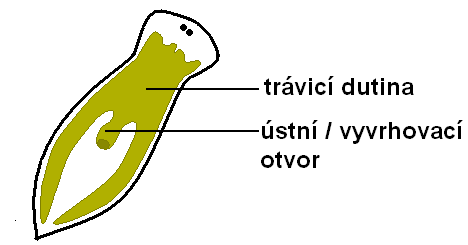 trávicí dutina
ústní / vyvrhovací
otvor